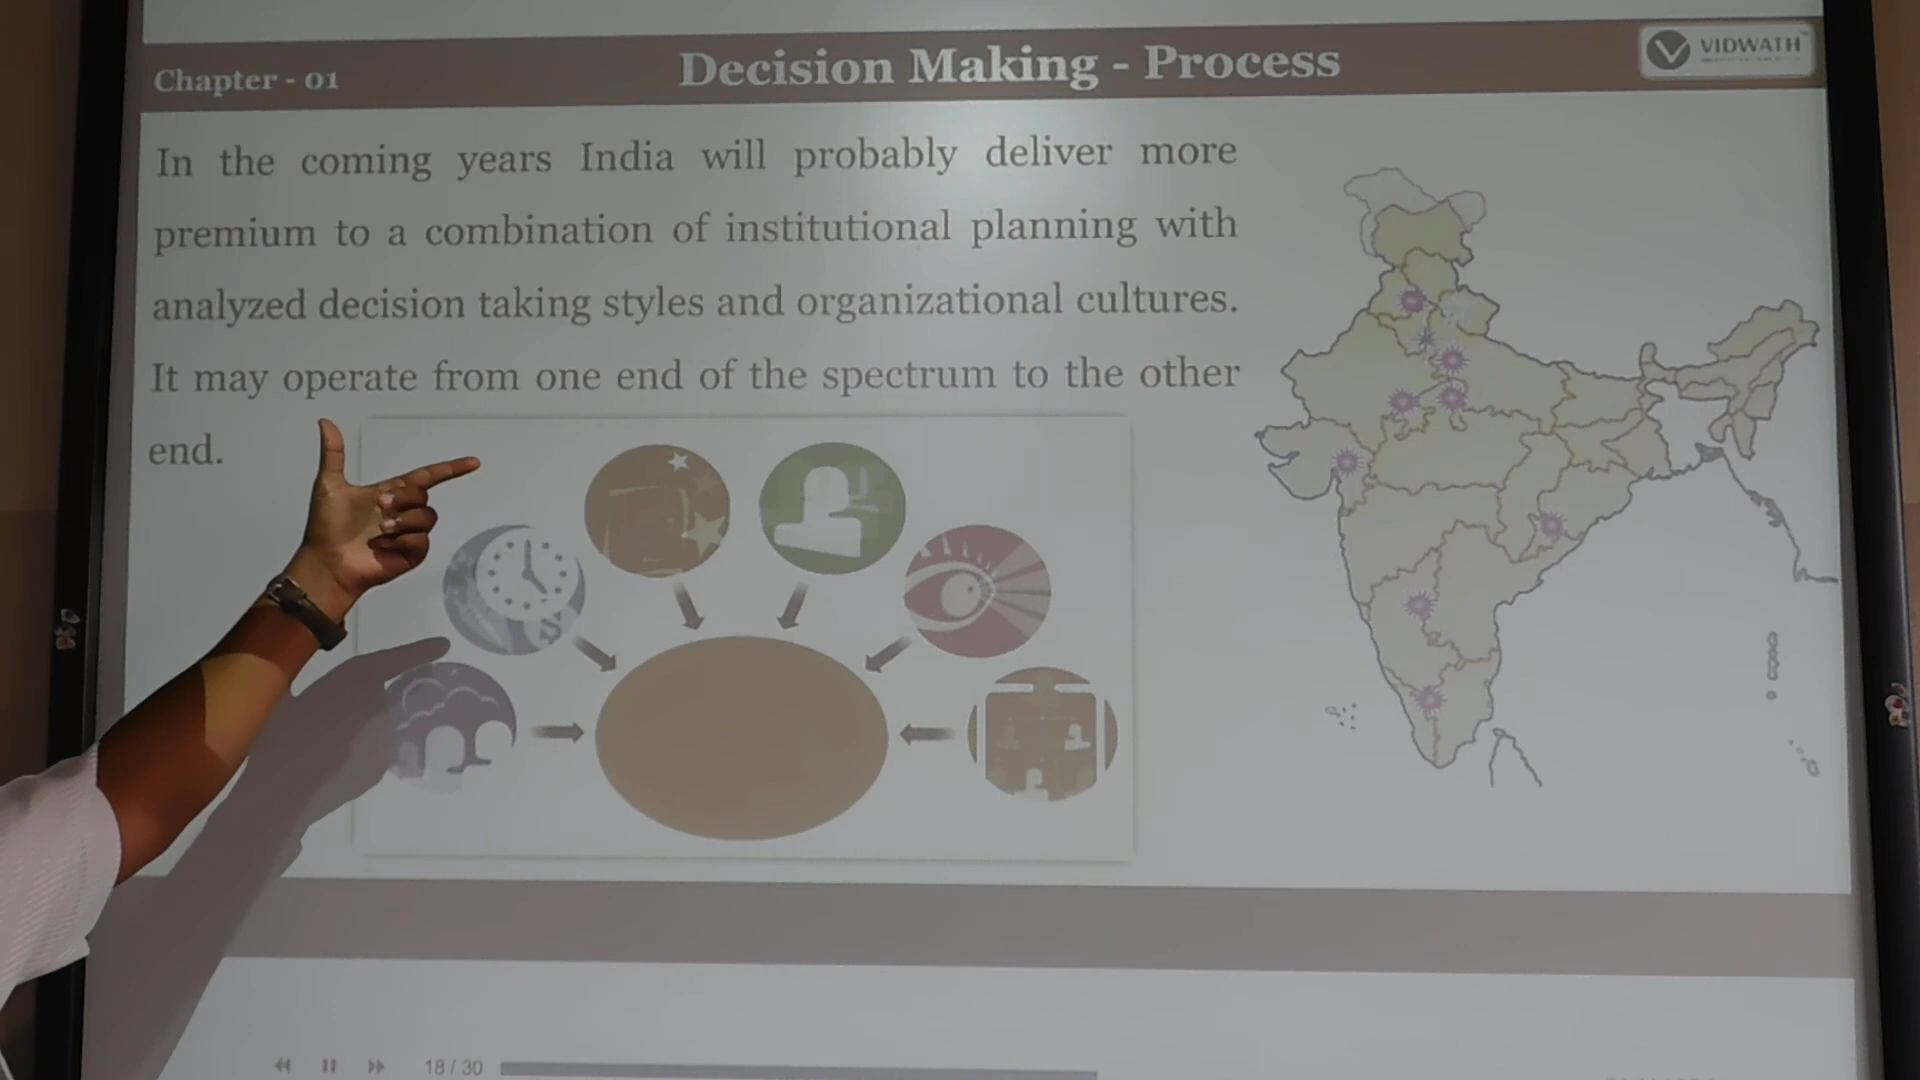 Chapter - 01
Decision Making - Process
VIDWATH
In the coming years India will probably deliver more
premium to a combination of institutional planning with
analyzed decision taking styles and organizational cultures.
It may operate from one end of the spectrum to the other
end.
$
18 / 30